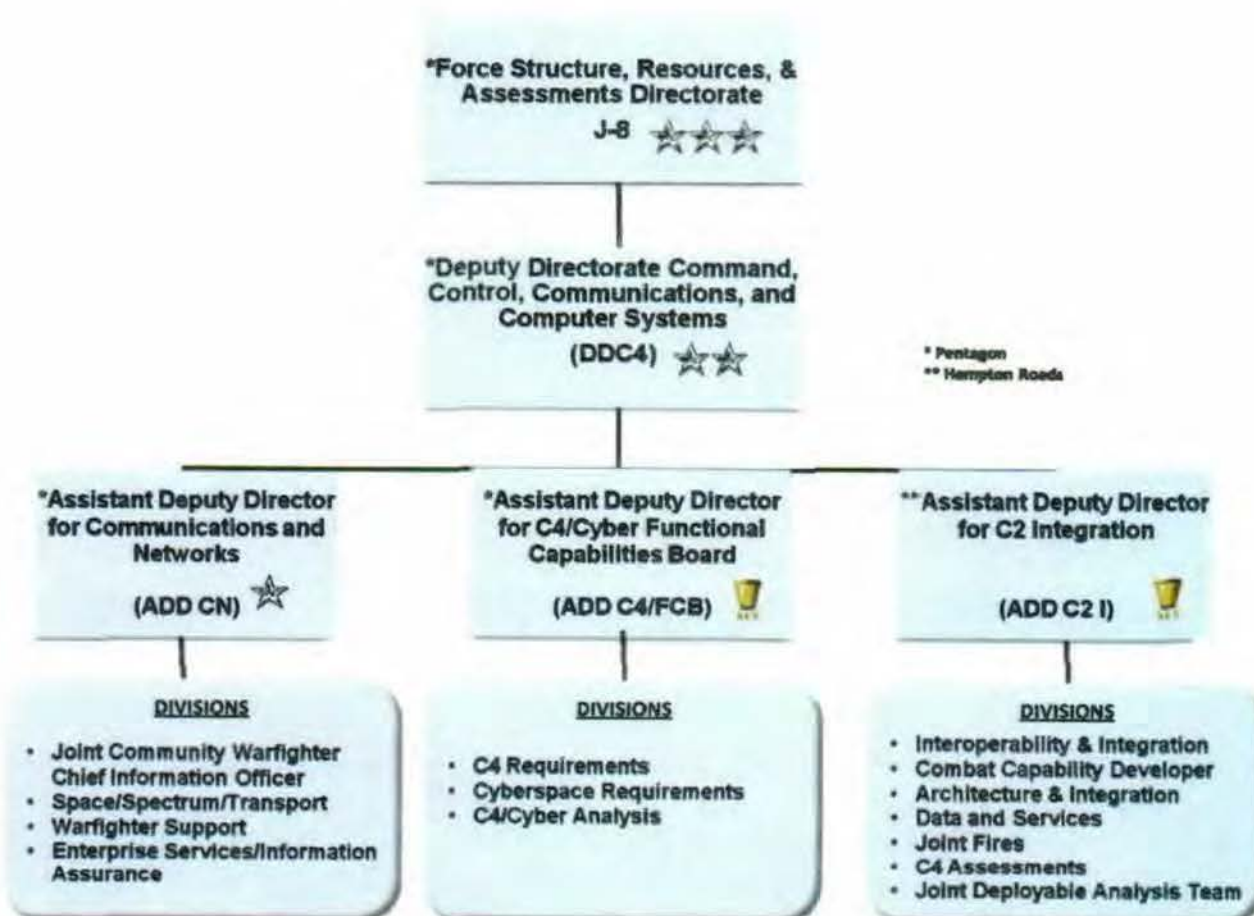 *Force Structure, Resources, &
Assessments Directorate
J-8
*Deputy Directorate Command,
Control, Communications, and
Computer Systems
(DDC4)
* Pentagon
** Hampton Roads
*Assistant Deputy Director
for Communications and
Networks
(ADD CN)
*Assistant Deputy Director
for C4/Cyber Functional
Capabilities Board
(ADD C4/FCB)
**Assistant Deputy Director
for C2 Integration
(ADD C2 I)
DIVISIONS
• Joint Community Warfighter
Chief Information Officer
• Space/Spectrum/Transport
• Warfighter Support
• Enterprise Services/Information
Assurance
DIVISIONS
• C4 Requirements
• Cyberspace Requirements
• C4/Cyber Analysis
DIVISIONS
• Interoperability & Integration
• Combat Capability Developer
• Architecture & Integration
• Data and Services
• Joint Fires
• C4 Assessments
• Joint Deployable Analysis Team